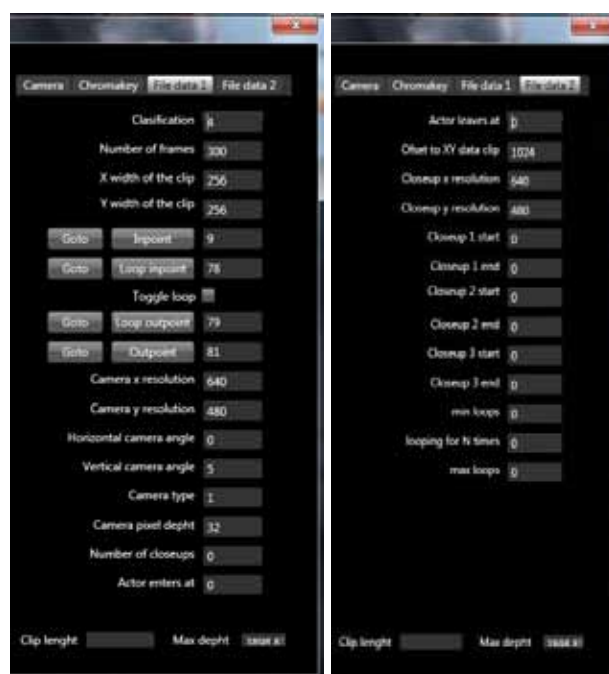 Camera Chromakey File data 1 File data 2
Clasification
Number of frames 300
X width of the clip 256
Y width of the clip 256
Goto Inpoint 9
Goto Loop inpoint 78
Toggle loop
Goto Loop outpoint 79
Goto Outpoint 81
Camera x resolution 640
Camera y resolution 480
Horizontal camera angle 0
Vertical camera angle 5
Camera type 1
Camera pixel depht 32
Number of closeups 0
Actor enters at 0
Clip lenght Max depht
Camera Chromakey File data 1 File data 2
Actor leaves at 0
Ofset to XY data clip 1024
Closeup x resolution 640
Closeup y resolution 480
Closeup 1 start 0
Closeup 1 end 0
Closeup 2 start 0
Closeup 2 end 0
Closeup 3 start 0
Closeup 3 end 0
min loops 0
looping for N times 0
max loops 0
Clip lenght Max depht